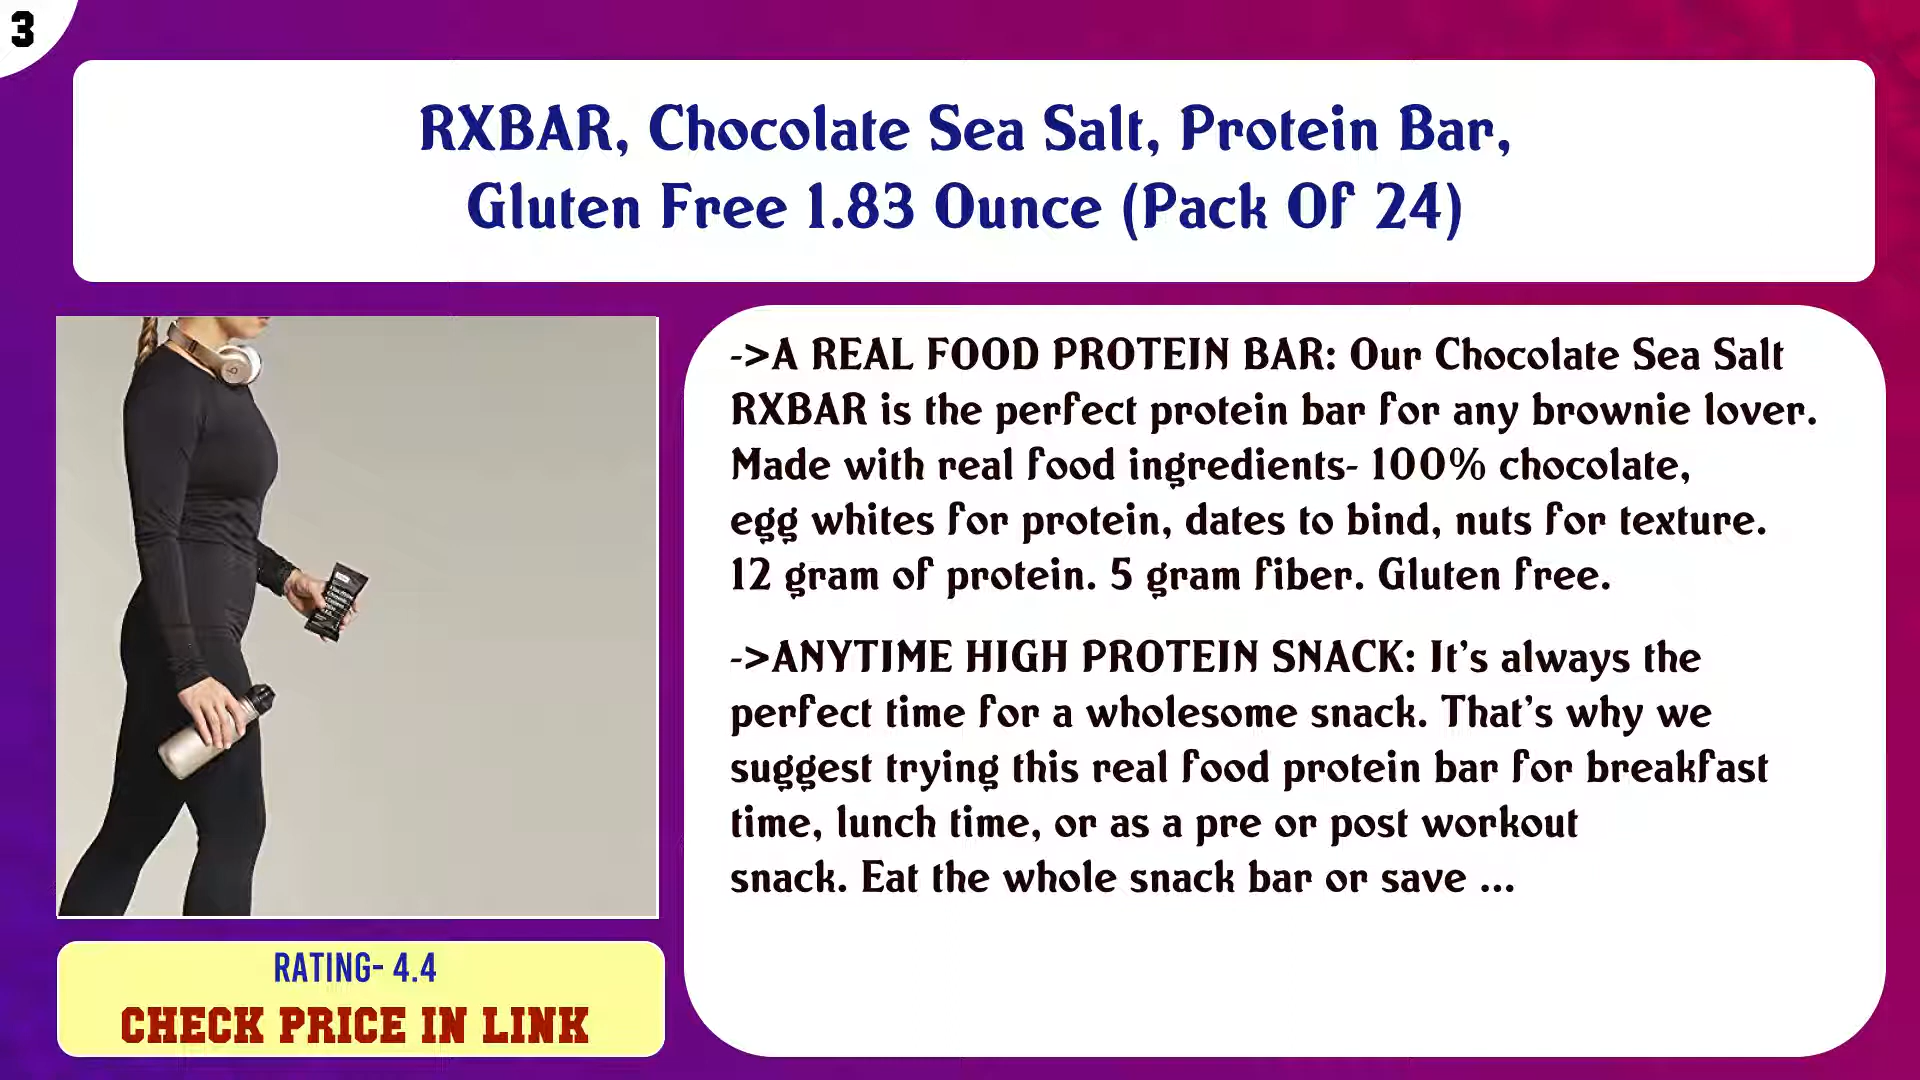 3
RXBAR, Chocolate Sea Salt, Protein Bar,
Gluten Free 1.83 Ounce (Pack Of 24)
->A REAL FOOD PROTEIN BAR: Our Chocolate Sea Salt
RXBAR is the perfect protein bar for any brownie lover.
Made with real food ingredients- 100% chocolate,
egg whites for protein, dates to bind, nuts for texture.
12 gram of protein. 5 gram fiber. Gluten free.
->ANYTIME HIGH PROTEIN SNACK: It's always the
perfect time for a wholesome snack. That's why we
suggest trying this real food protein bar for breakfast
time, lunch time, or as a pre or post workout
snack. Eat the whole snack bar or save ...
RATING- 4.4
CHECK PRICE IN LINK